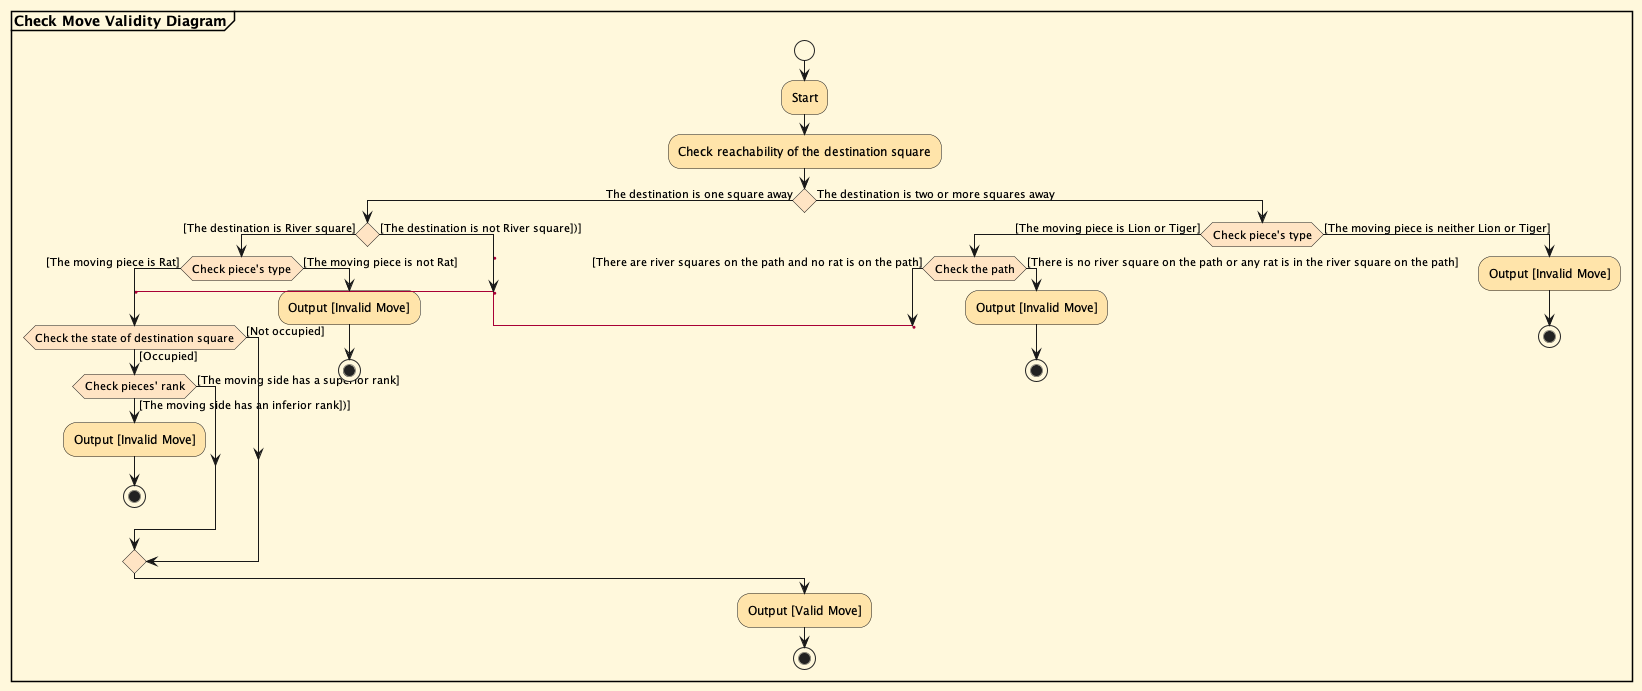 Check Move Validity Diagram
Start
Check reachability of the destination square
The destination is one square away
The destination is two or more squares away
[The destination is River square]
[The destination is not River square])]
[The moving piece is Lion or Tiger]
Check piece's type
[The moving piece is neither Lion or Tiger]
[The moving piece is Rat]
Check piece's type
[The moving piece is not Rat]
[There are river squares on the path and no rat is on the path]
Check the path
[There is no river square on the path or any rat is in the river square on the path]
Output [Invalid Move]
Output [Invalid Move]
Output [Invalid Move]
Check the state of destination square
[Not occupied]
[Occupied]
Check pieces' rank
[The moving side has a superior rank]
[The moving side has an inferior rank])]
Output [Invalid Move]
Output [Valid Move]